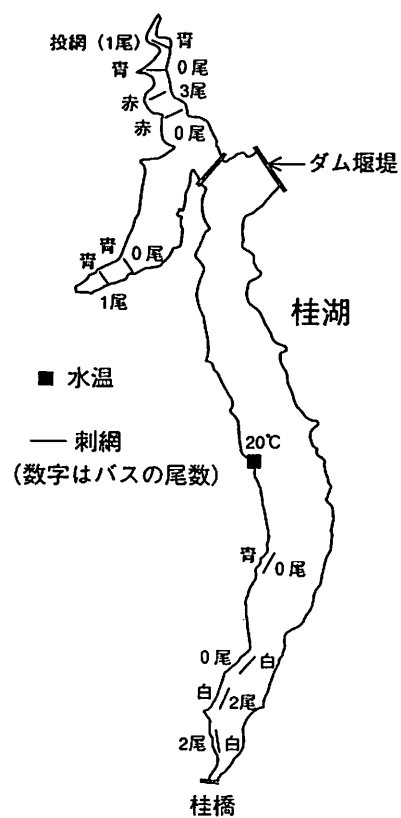 投網（1尾）
青
青
0尾
赤
3尾
赤
0尾
ダム堰堤
青
0尾
青
1尾
桂湖
■ 水温
― 刺網
（数字はバスの尾数）
20℃
青
0尾
0尾
白
白
2尾
2尾
白
桂橋